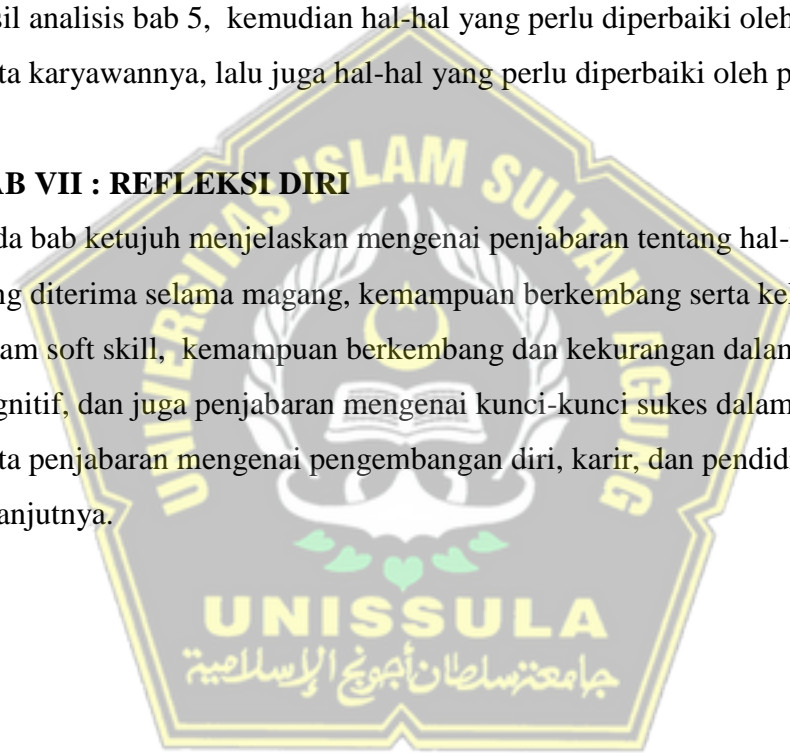 sil analisis bab 5, kemudian hal-hal yang perlu diperbaiki oleh
ta karyawannya, lalu juga hal-hal yang perlu diperbaiki oleh p
AB VII : REFLEKSI DIRI
da bab ketujuh menjelaskan mengenai penjabaran tentang hal-
ng diterima selama magang, kemampuan berkembang serta kel
am soft skill, kemampuan berkembang dan kekurangan dalam
gnitif, dan juga penjabaran mengenai kunci-kunci sukes dalam
ta penjabaran mengenai pengembangan diri, karir, dan pendidi
anjutnya.
UNIVERSITAS ISLAM SULTAN AGUNG
UNISSULA
جامعة سلطان أجونج الإسلامية